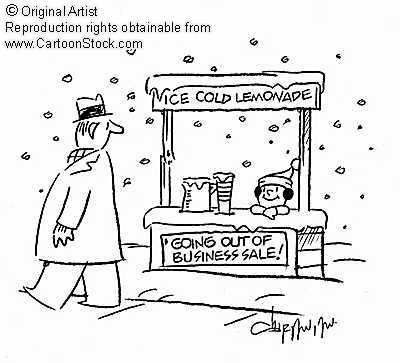 © Original Artist
Reproduction rights obtainable from
www.CartoonStock.com
ICE COLD LEMONADE
GOING OUT OF
BUSINESS SALE!